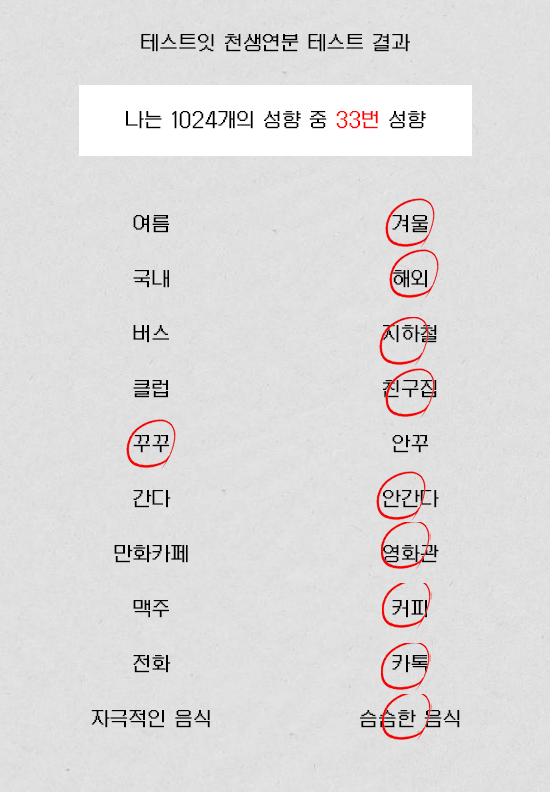 테스트잇 천생연분 테스트 결과
나는 1024개의 성향 중 33번 성향
여름 겨울
국내 해외
버스 지하철
클럽 친구집
꾸꾸 안꾸
간다 안간다
만화카페 영화관
맥주 커피
전화 카톡
자극적인 음식 슴슴한 음식